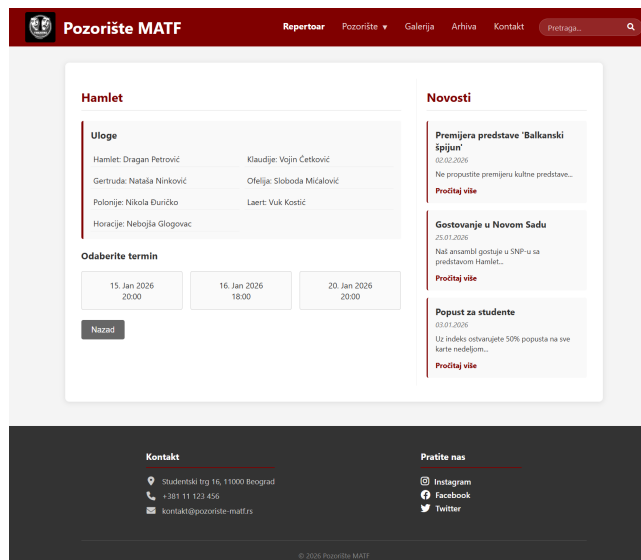 Pozorište MATF
Repertoar
Pozorište ▼
Galerija
Arhiva
Kontakt
Pretraga...
Hamlet
Uloge
Hamlet: Dragan Petrović
Klaudije: Vojin Ćetković
Gertruda: Nataša Ninković
Ofelija: Sloboda Mićalović
Polonije: Nikola Đuričko
Laert: Vuk Kostić
Horacije: Nebojša Glogovac
Odaberite termin
15. Jan 2026
20:00
16. Jan 2026
18:00
20. Jan 2026
20:00
Nazad
Novosti
Premijera predstave 'Balkanski
špijun'
02.02.2026
Ne propustite premijeru kultne predstave...
Pročitaj više
Gostovanje u Novom Sadu
25.01.2026
Naš ansambl gostuje u SNP-u sa
predstavom Hamlet...
Pročitaj više
Popust za studente
03.01.2026
Uz indeks ostvarujete 50% popusta na sve
karte nedeljom...
Pročitaj više
Kontakt
Studentski trg 16, 11000 Beograd
+381 11 123 456
kontakt@pozoriste-matf.rs
Pratite nas
Instagram
Facebook
Twitter
© 2026 Pozorište MATF